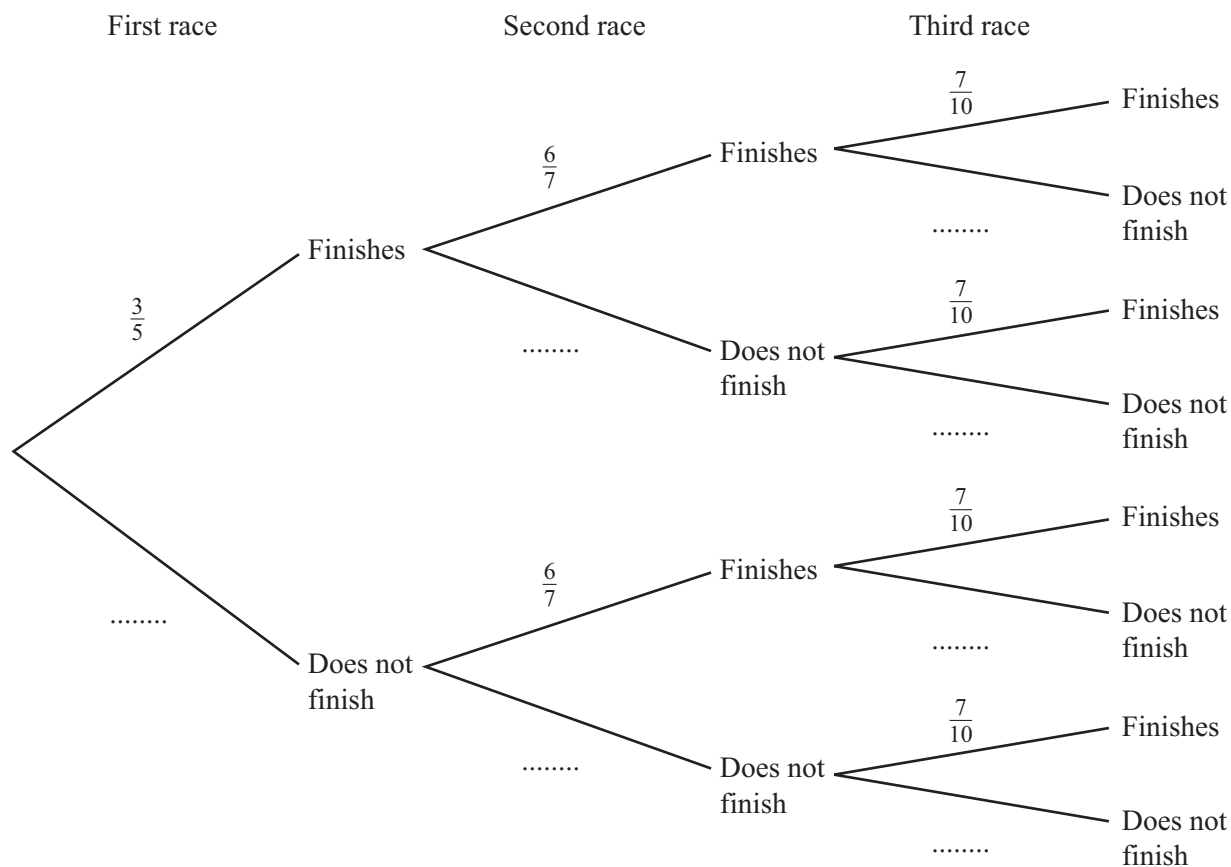 First race Second race Third race
7/10
Finishes
6/7
Finishes
Does not
finish
........
Finishes
3/5
7/10
Finishes
........
Does not
finish
Does not
finish
........
7/10
Finishes
6/7
Finishes
........
Does not
finish
........
Does not
finish
7/10
Finishes
........
Does not
finish
Does not
finish
........